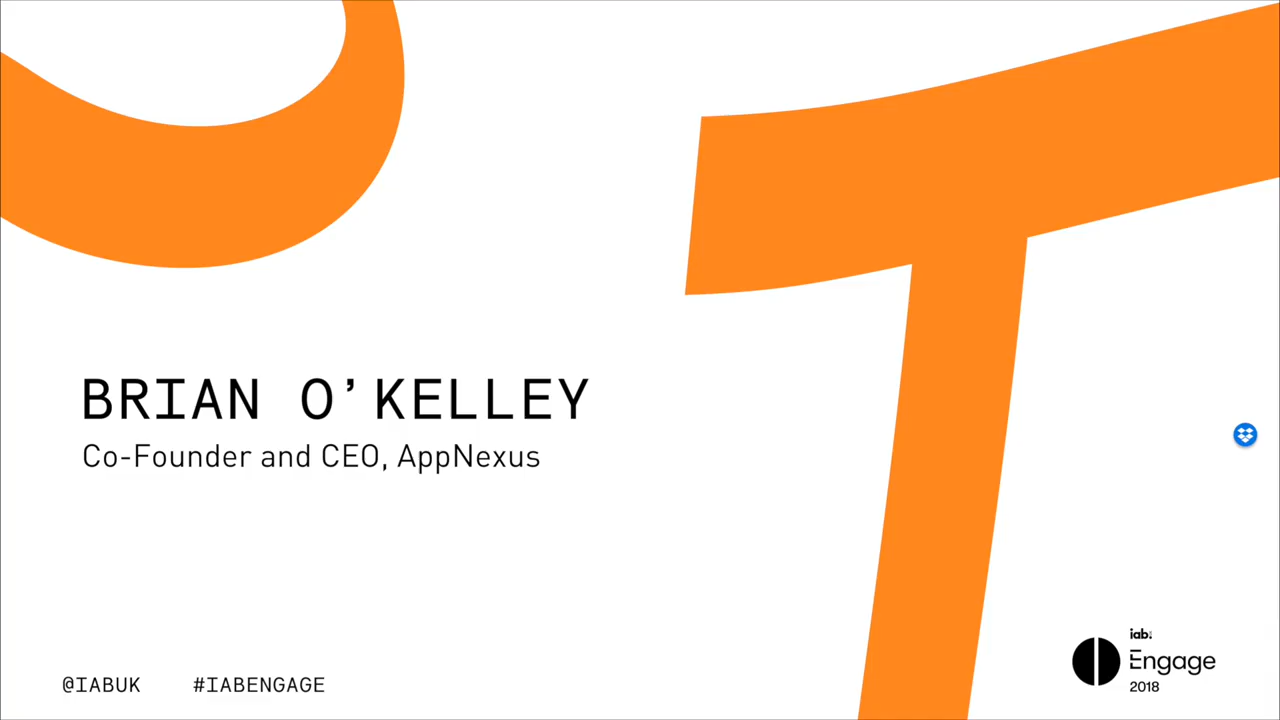 BRIAN O’KELLEY
Co-Founder and CEO, AppNexus
@IABUK #IABENGAGE
iab.
Engage
2018